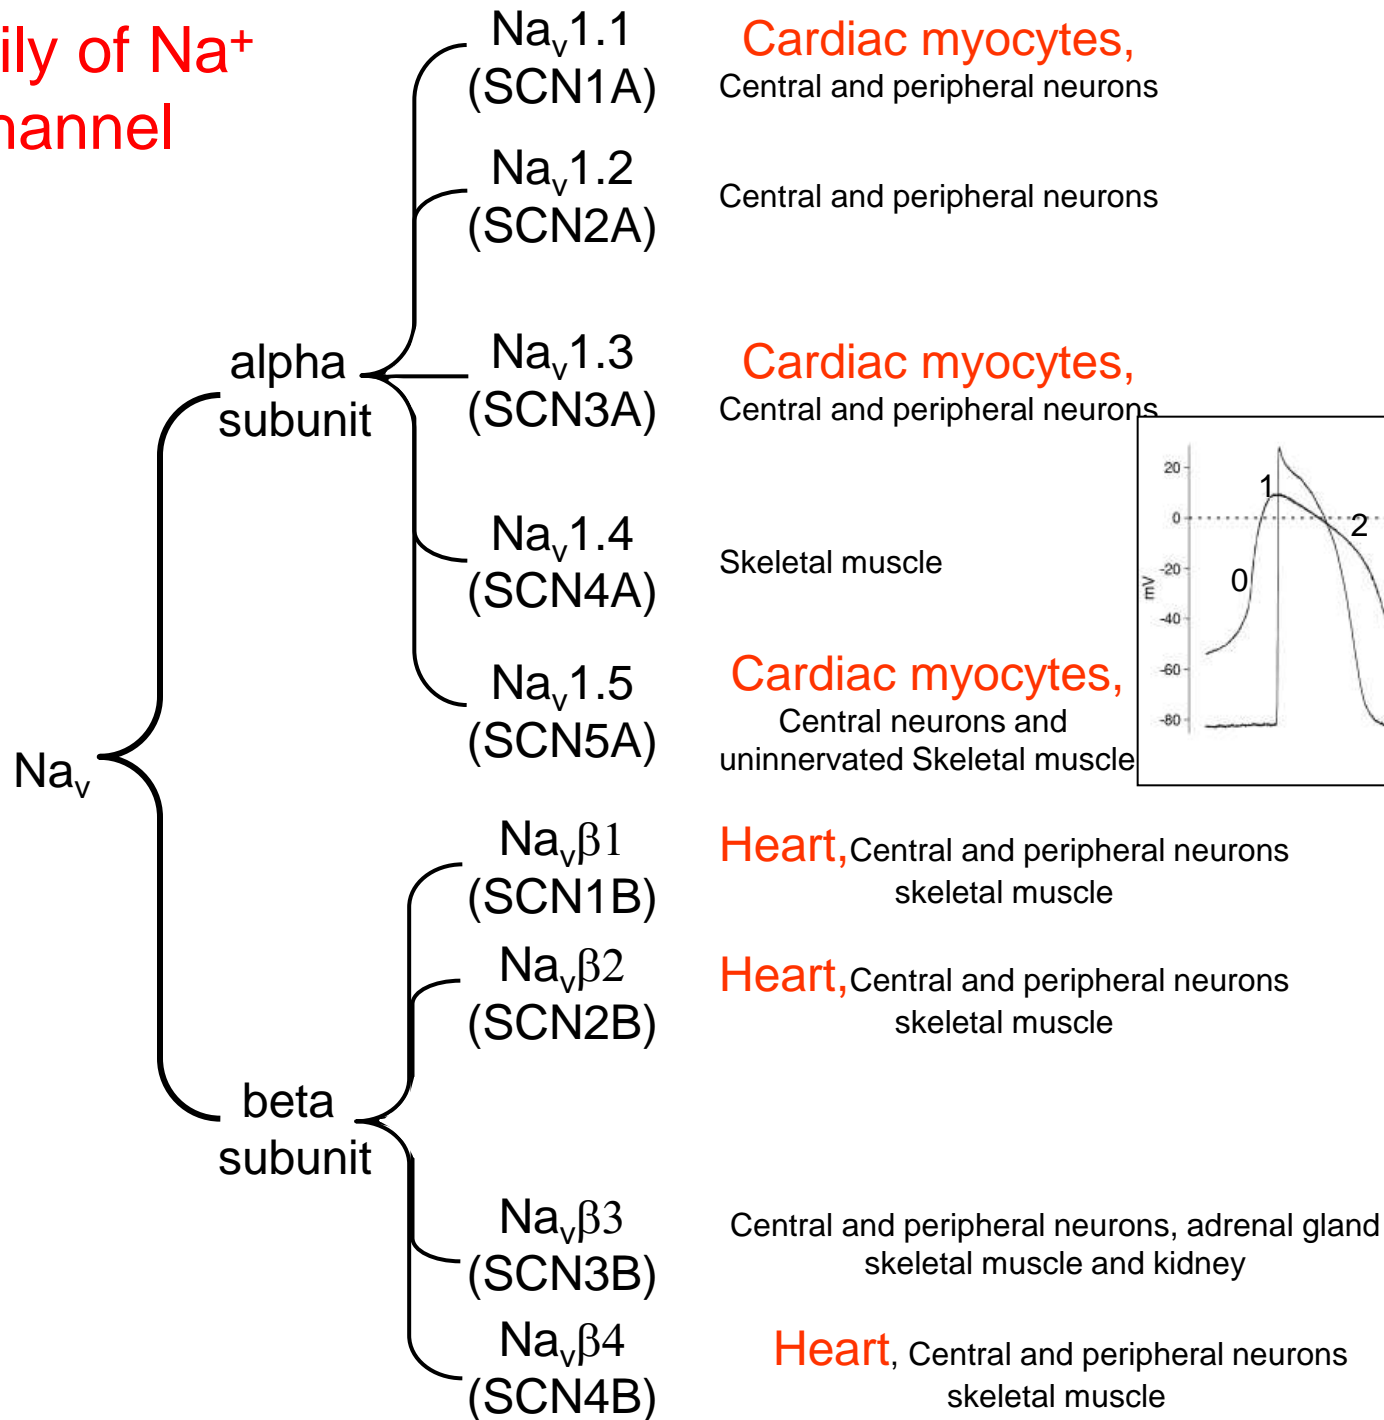 ily of Na⁺
hannel
Naᵥ1.1
(SCN1A)
Cardiac myocytes,
Central and peripheral neurons
Naᵥ1.2
(SCN2A)
Central and peripheral neurons
alpha
subunit
Naᵥ1.3
(SCN3A)
Cardiac myocytes,
Central and peripheral neurons
Naᵥ1.4
(SCN4A)
Skeletal muscle
Naᵥ1.5
(SCN5A)
Cardiac myocytes,
Central neurons and
uninnervated Skeletal muscle
20
0
-20
-40
-60
-80
mV
0
1
2
Naᵥ
Naᵥβ1
(SCN1B)
Heart,Central and peripheral neurons
skeletal muscle
Naᵥβ2
(SCN2B)
Heart,Central and peripheral neurons
skeletal muscle
beta
subunit
Naᵥβ3
(SCN3B)
Central and peripheral neurons, adrenal gland
skeletal muscle and kidney
Naᵥβ4
(SCN4B)
Heart, Central and peripheral neurons
skeletal muscle